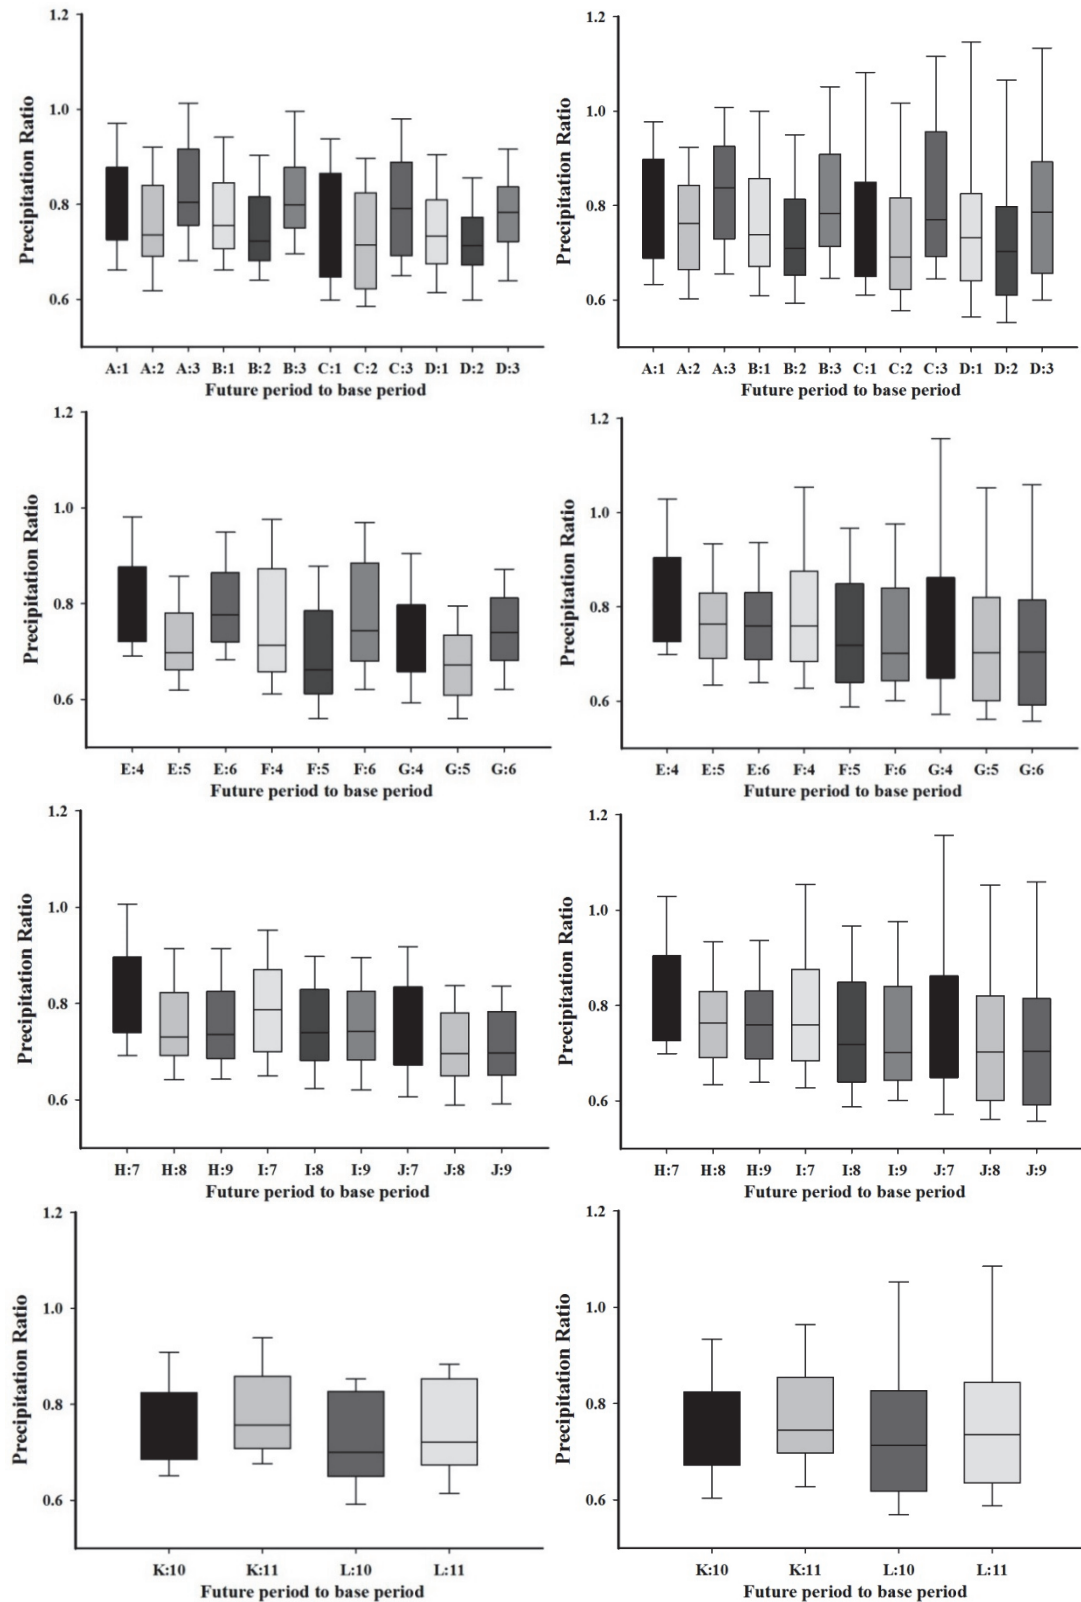 1.2
1.0
0.8
0.6
Precipitation Ratio
A:1 A:2 A:3 B:1 B:2 B:3 C:1 C:2 C:3 D:1 D:2 D:3
Future period to base period
1.2
1.0
0.8
0.6
Precipitation Ratio
A:1 A:2 A:3 B:1 B:2 B:3 C:1 C:2 C:3 D:1 D:2 D:3
Future period to base period
1.2
1.0
0.8
0.6
Precipitation Ratio
E:4 E:5 E:6 F:4 F:5 F:6 G:4 G:5 G:6
Future period to base period
1.2
1.0
0.8
0.6
Precipitation Ratio
E:4 E:5 E:6 F:4 F:5 F:6 G:4 G:5 G:6
Future period to base period
1.2
1.0
0.8
0.6
Precipitation Ratio
H:7 H:8 H:9 I:7 I:8 I:9 J:7 J:8 J:9
Future period to base period
1.2
1.0
0.8
0.6
Precipitation Ratio
H:7 H:8 H:9 I:7 I:8 I:9 J:7 J:8 J:9
Future period to base period
1.2
1.0
0.8
0.6
Precipitation Ratio
K:10 K:11 L:10 L:11
Future period to base period
1.2
1.0
0.8
0.6
Precipitation Ratio
K:10 K:11 L:10 L:11
Future period to base period